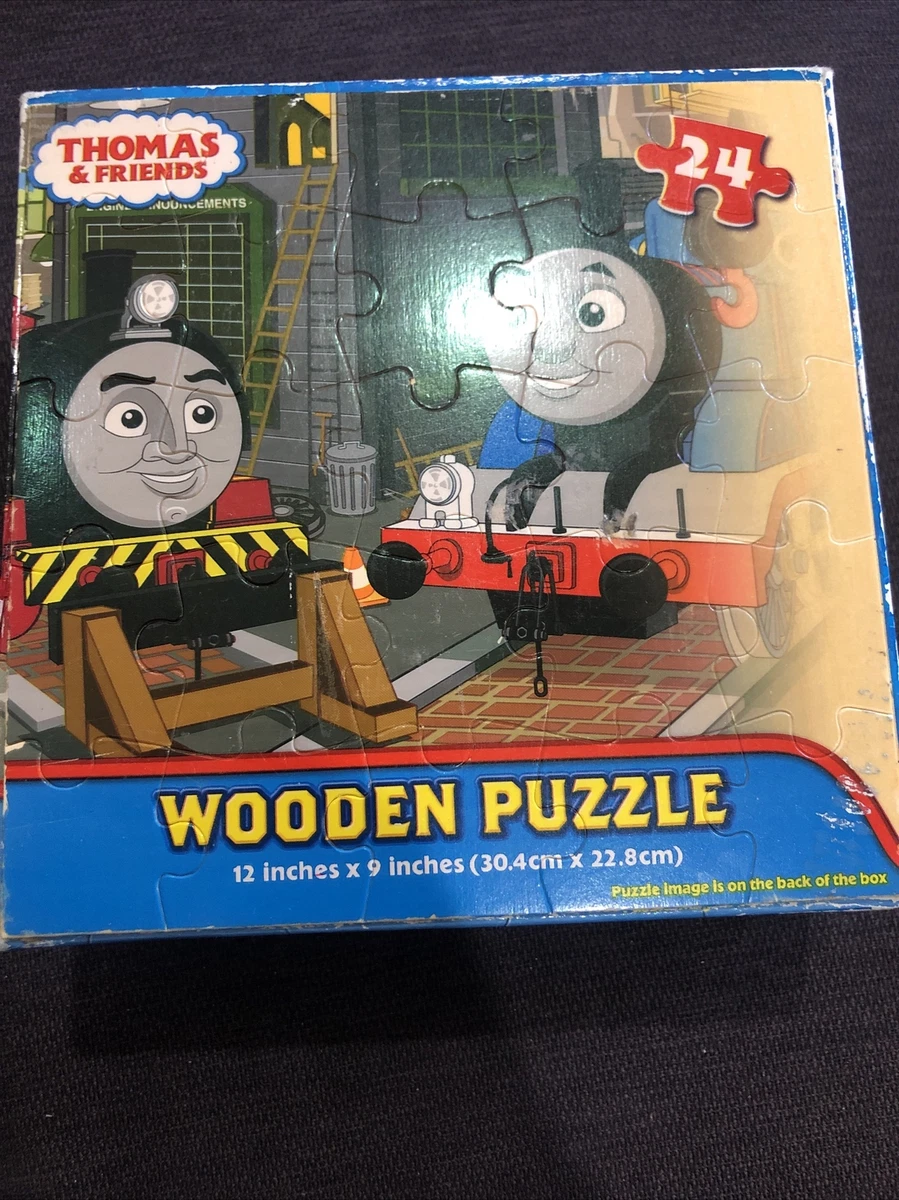 THOMAS
& FRIENDS
24
ANNOUNCEMENTS
WOODEN PUZZLE
12 inches x 9 inches (30.4cm x 22.8cm)
Puzzle image is on the back of the box